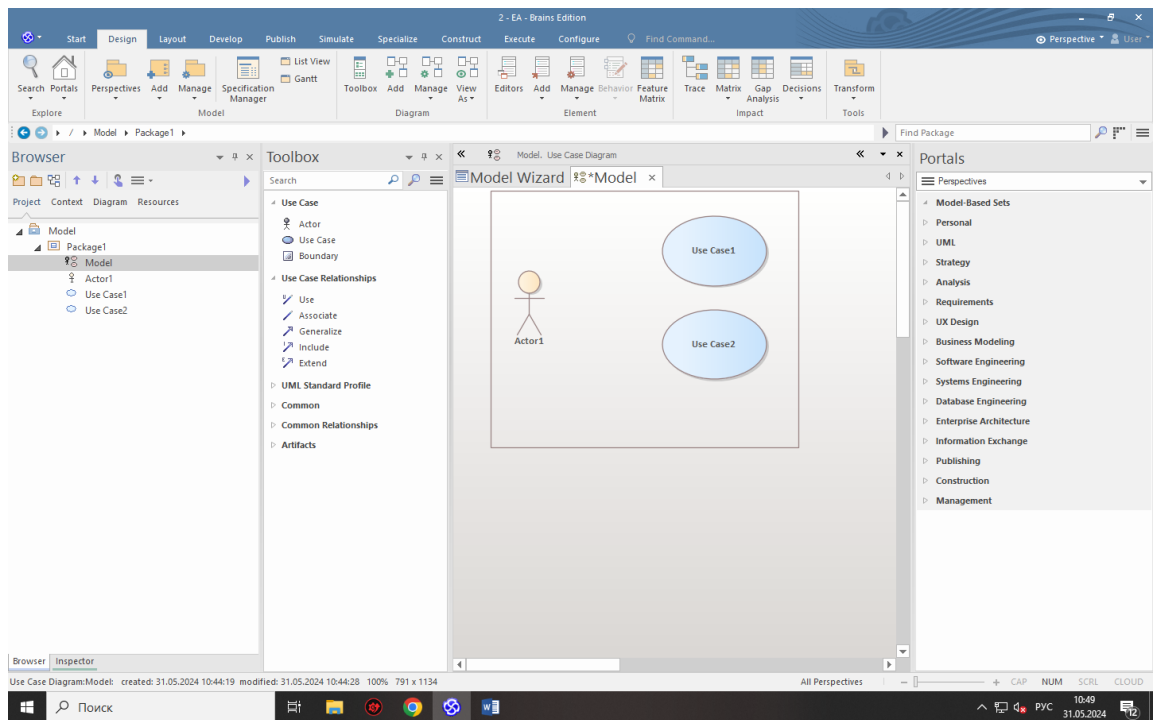 2 - EA - Brains Edition
Start Design Layout Develop Publish Simulate Specialize Construct Execute Configure Find Command... Perspective User
Search Portals Perspectives Add Manage Specification Manager List View Gantt Toolbox Add Manage View As Editors Add Manage Behavior Feature Matrix Trace Matrix Gap Analysis Decisions Transform
Explore Model Diagram Element Impact Tools
/ Model Package1 Find Package
Browser
Project Context Diagram Resources
Model
Package1
Model
Actor1
Use Case1
Use Case2
Browser Inspector
Toolbox
Search
Use Case
Actor
Use Case
Boundary
Use Case Relationships
Use
Associate
Generalize
Include
Extend
UML Standard Profile
Common
Common Relationships
Artifacts
Model. Use Case Diagram
Model Wizard *Model
Use Case1
Actor1
Use Case2
Portals
Perspectives
Model-Based Sets
Personal
UML
Strategy
Analysis
Requirements
UX Design
Business Modeling
Software Engineering
Systems Engineering
Database Engineering
Enterprise Architecture
Information Exchange
Publishing
Construction
Management
Use Case Diagram:Model: created: 31.05.2024 10:44:19 modified: 31.05.2024 10:44:28 100% 791 x 1134 All Perspectives CAP NUM SCRL CLOUD
Поиск РУС 10:49
31.05.2024
12